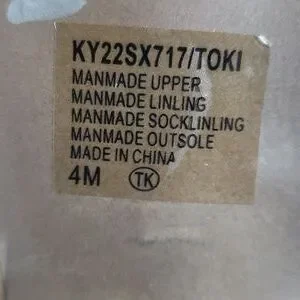 KY22SX717/TOKI
MANMADE UPPER
MANMADE LINLING
MANMADE SOCKLINLING
MANMADE OUTSOLE
MADE IN CHINA
4M TK